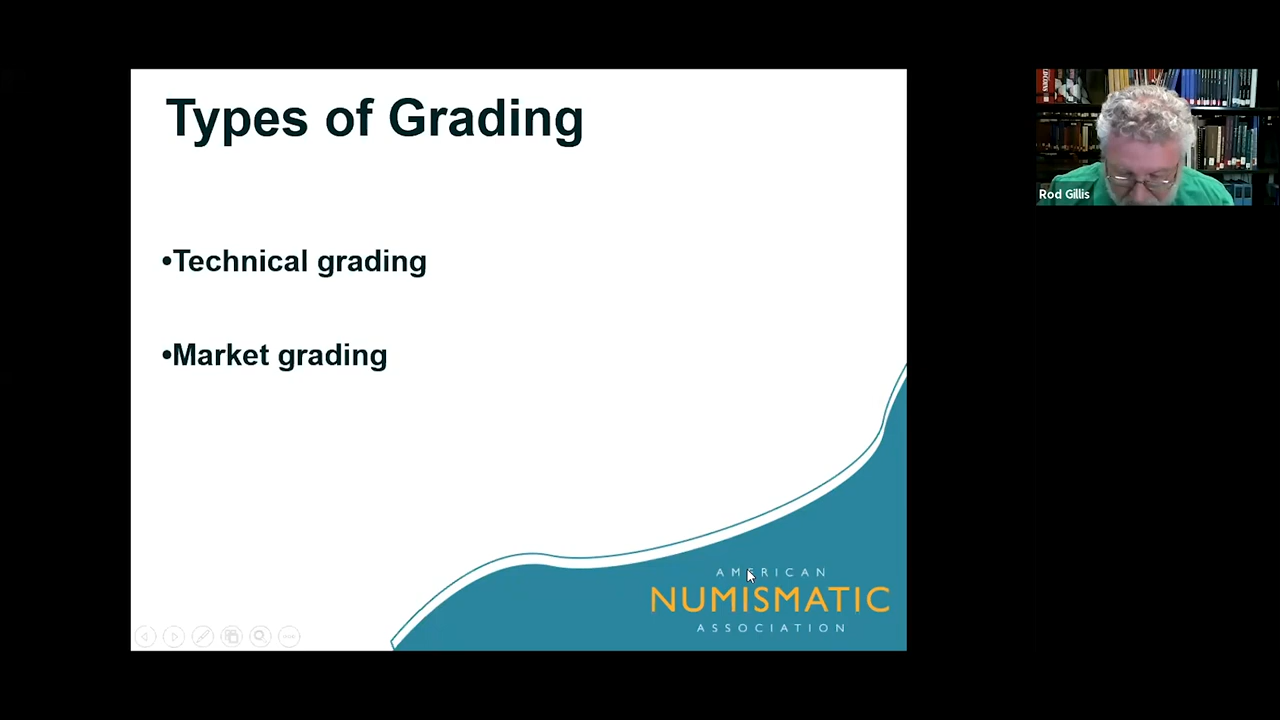 Types of Grading
•Technical grading
•Market grading
AMERICAN
NUMISMATIC
ASSOCIATION
Rod Gillis